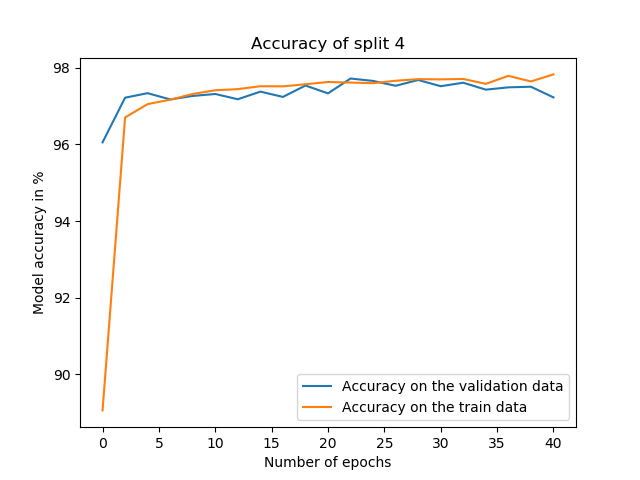 Accuracy of split 4
Model accuracy in %
98
96
94
92
90
Accuracy on the validation data
Accuracy on the train data
0 5 10 15 20 25 30 35 40
Number of epochs